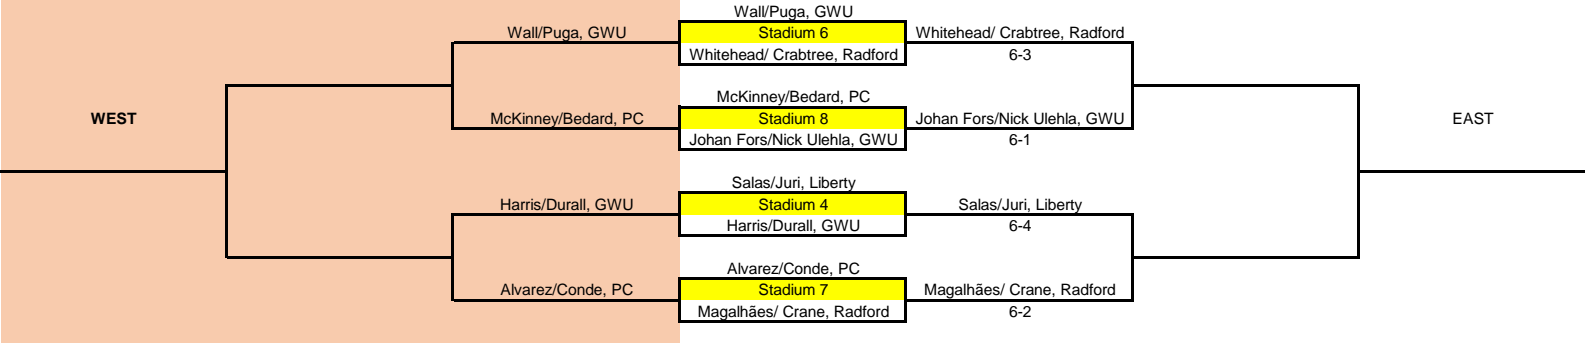 Wall/Puga, GWU
Wall/Puga, GWU
Stadium 6
Whitehead/ Crabtree, Radford
Whitehead/ Crabtree, Radford
6-3
McKinney/Bedard, PC
WEST
McKinney/Bedard, PC
Stadium 8
Johan Fors/Nick Ulehla, GWU
EAST
Johan Fors/Nick Ulehla, GWU
6-1
Salas/Juri, Liberty
Harris/Durall, GWU
Stadium 4
Salas/Juri, Liberty
Harris/Durall, GWU
6-4
Alvarez/Conde, PC
Alvarez/Conde, PC
Stadium 7
Magalhães/ Crane, Radford
Magalhães/ Crane, Radford
6-2